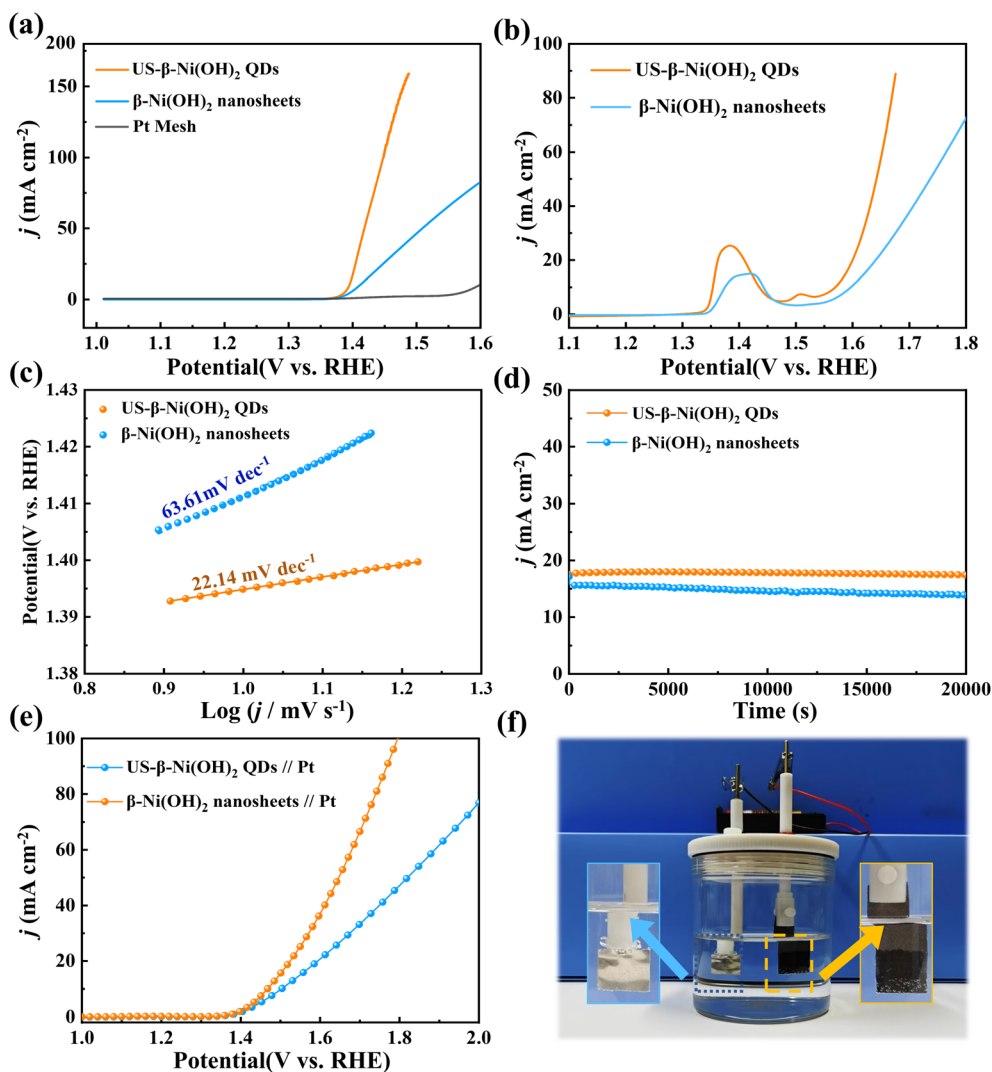 (a)
200
150
100
50
0
j (mA cm⁻²)
US-β-Ni(OH)₂ QDs
β-Ni(OH)₂ nanosheets
Pt Mesh
1.0 1.1 1.2 1.3 1.4 1.5 1.6
Potential(V vs. RHE)
(b)
100
80
60
40
20
0
j (mA cm⁻²)
US-β-Ni(OH)₂ QDs
β-Ni(OH)₂ nanosheets
1.1 1.2 1.3 1.4 1.5 1.6 1.7 1.8
Potential(V vs. RHE)
(c)
1.43
1.42
1.41
1.40
1.39
1.38
Potential(V vs. RHE)
US-β-Ni(OH)₂ QDs
β-Ni(OH)₂ nanosheets
63.61mV dec⁻¹
22.14 mV dec⁻¹
0.8 0.9 1.0 1.1 1.2 1.3
Log (j / mV s⁻¹)
(d)
50
40
30
20
10
0
j (mA cm⁻²)
US-β-Ni(OH)₂ QDs
β-Ni(OH)₂ nanosheets
0 5000 10000 15000 20000
Time (s)
(e)
100
80
60
40
20
0
j (mA cm⁻²)
US-β-Ni(OH)₂ QDs // Pt
β-Ni(OH)₂ nanosheets // Pt
1.0 1.2 1.4 1.6 1.8 2.0
Potential(V vs. RHE)
(f)